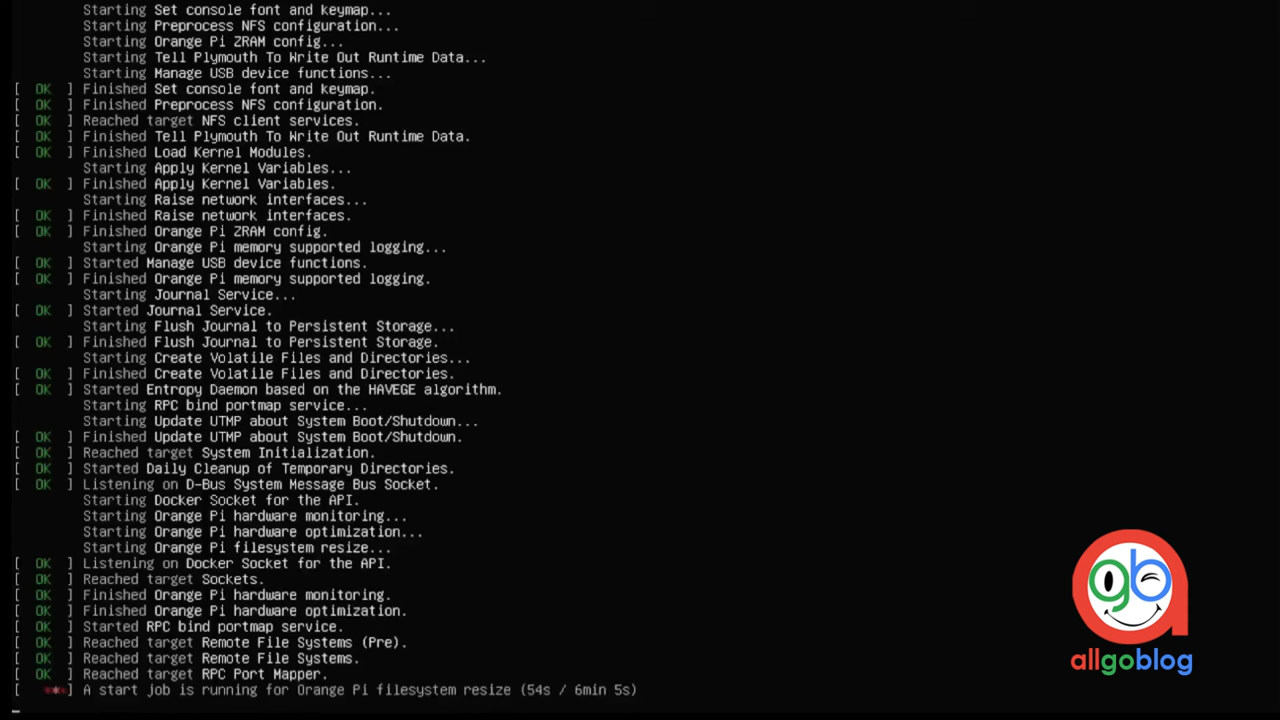 Starting Set console font and keymap...
Starting Preprocess NFS configuration...
Starting Orange Pi ZRAM config...
Starting Tell Plymouth To Write Out Runtime Data...
Starting Manage USB device functions...
[  OK  ] Finished Set console font and keymap.
[  OK  ] Finished Preprocess NFS configuration.
[  OK  ] Reached target NFS client services.
[  OK  ] Finished Tell Plymouth To Write Out Runtime Data.
[  OK  ] Finished Load Kernel Modules.
Starting Apply Kernel Variables...
[  OK  ] Finished Apply Kernel Variables.
Starting Raise network interfaces...
[  OK  ] Finished Raise network interfaces.
[  OK  ] Finished Orange Pi ZRAM config.
Starting Orange Pi memory supported logging...
[  OK  ] Started Manage USB device functions.
[  OK  ] Finished Orange Pi memory supported logging.
Starting Journal Service...
[  OK  ] Started Journal Service.
Starting Flush Journal to Persistent Storage...
[  OK  ] Finished Flush Journal to Persistent Storage.
Starting Create Volatile Files and Directories...
[  OK  ] Finished Create Volatile Files and Directories.
[  OK  ] Started Entropy Daemon based on the HAVEGE algorithm.
Starting RPC bind portmap service...
Starting Update UTMP about System Boot/Shutdown...
[  OK  ] Finished Update UTMP about System Boot/Shutdown.
[  OK  ] Reached target System Initialization.
[  OK  ] Started Daily Cleanup of Temporary Directories.
[  OK  ] Listening on D-Bus System Message Bus Socket.
Starting Docker Socket for the API.
Starting Orange Pi hardware monitoring...
Starting Orange Pi hardware optimization...
Starting Orange Pi filesystem resize...
[  OK  ] Listening on Docker Socket for the API.
[  OK  ] Reached target Sockets.
[  OK  ] Finished Orange Pi hardware monitoring.
[  OK  ] Finished Orange Pi hardware optimization.
[  OK  ] Started RPC bind portmap service.
[  OK  ] Reached target Remote File Systems (Pre).
[  OK  ] Reached target Remote File Systems.
[  OK  ] Reached target RPC Port Mapper.
[   ***] A start job is running for Orange Pi filesystem resize (54s / 6min 5s)
gb
allgoblog